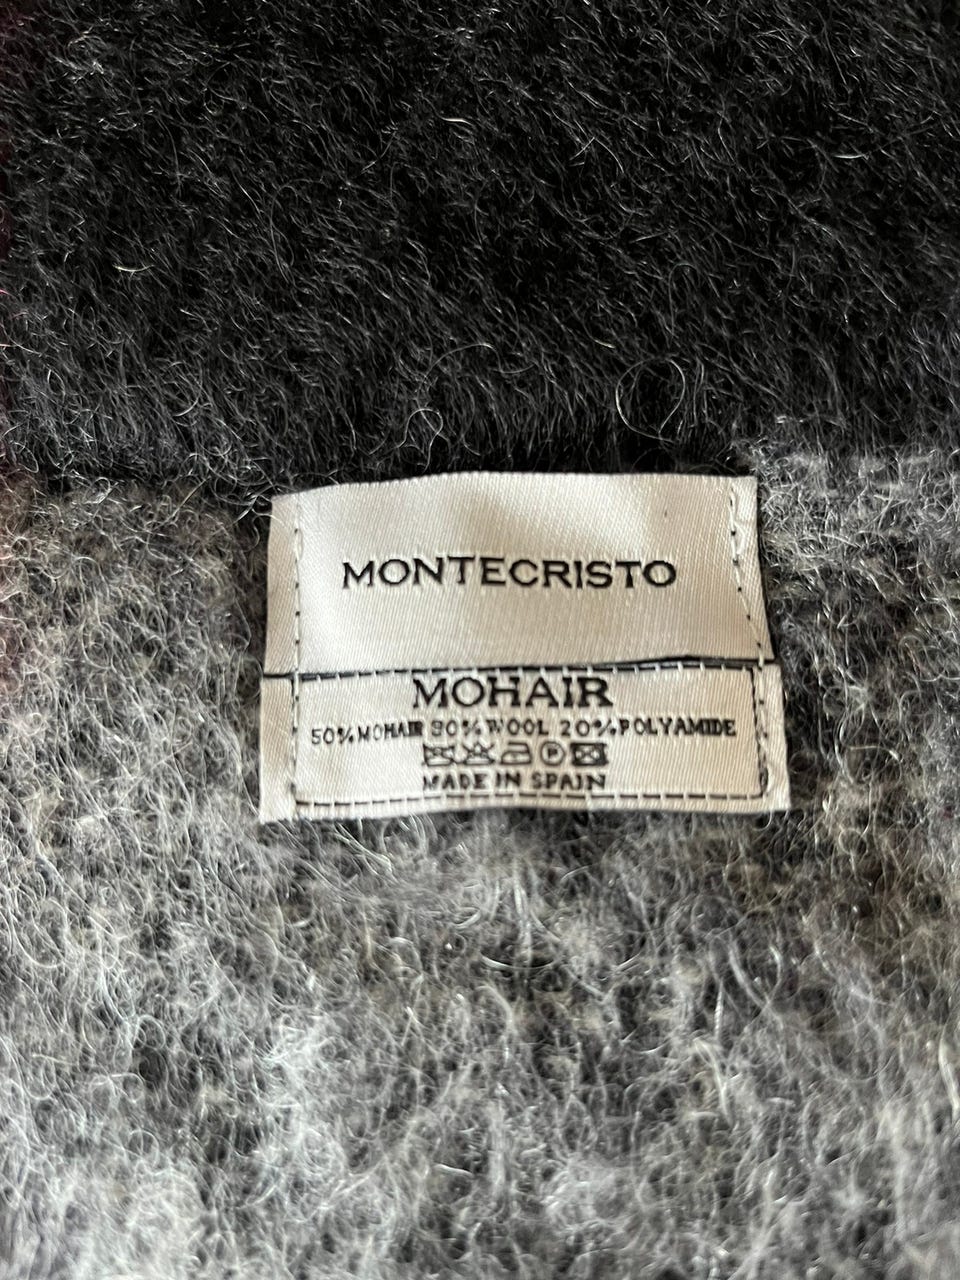 MONTECRISTO
MOHAIR
50% MOHAIR 30% WOOL 20% POLYAMIDE
P
MADE IN SPAIN